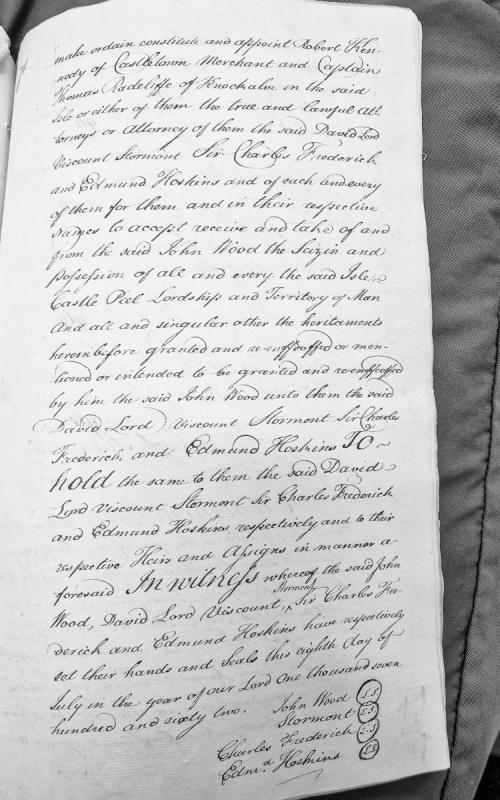 make ordain constitute and appoint Robert Ken-
nedy of Castletown Merchant and Captain
Thomas Radcliffe of Knockaloe in the said
Isle or either of them the true and lawful At-
torneys or Attorney of them the said David Lord
Viscount Stormont Sir Charles Frederick
and Edmund Hoskins and of each and every
of them for them and in their respective
names to accept receive and take of and
from the said John Wood the Seizin and
Possession of all and every the said Isle
Castle Peel Lordships and Territory of Man
And all and singular other the heritaments
hereinbefore granted and re-enffeoffed or men-
tioned or intended to be granted and re-enffeoffed
by him the said John Wood unto them the said
David Lord Viscount Stormont Sir Charles
Frederick and Edmund Hoskins To
hold the same to them the said David
Lord Viscount Stormont Sir Charles Frederick
and Edmund Hoskins respectively and to their
respective Heirs and Assigns in manner a-
foresaid In witness whereof the said John
Wood, David Lord Viscount, Stormont Sir Charles Fre-
derick and Edmund Hoskins have respectively
set their hands and Seals this eighth day of
July in the year of our Lord One thousand seven
hundred and sixty two. John Wood L.S.
Stormont L.S.
Charles Frederick L.S.
Edmd. Hoskins L.S.